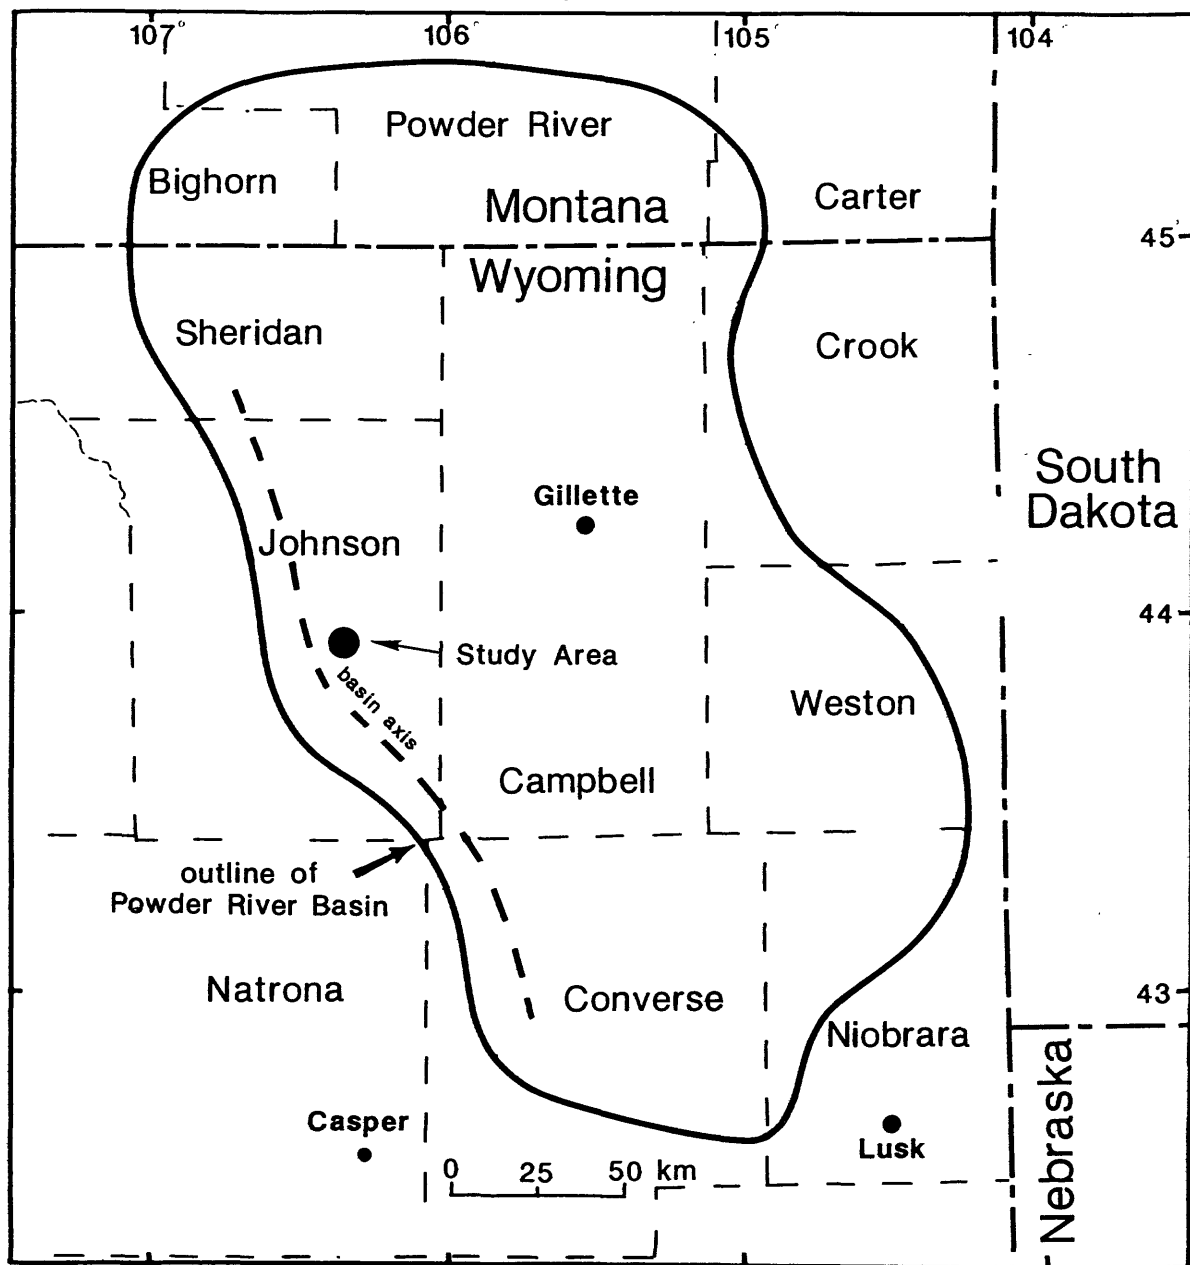 107°
106°
105°
104
Powder River
Bighorn
Montana
Carter
45°
Wyoming
Sheridan
Crook
South
Dakota
Gillette
Johnson
44
Study Area
basin axis
Weston
Campbell
outline of
Powder River Basin
Natrona
Converse
43
Niobrara
Nebraska
Casper
Lusk
0 25 50 km